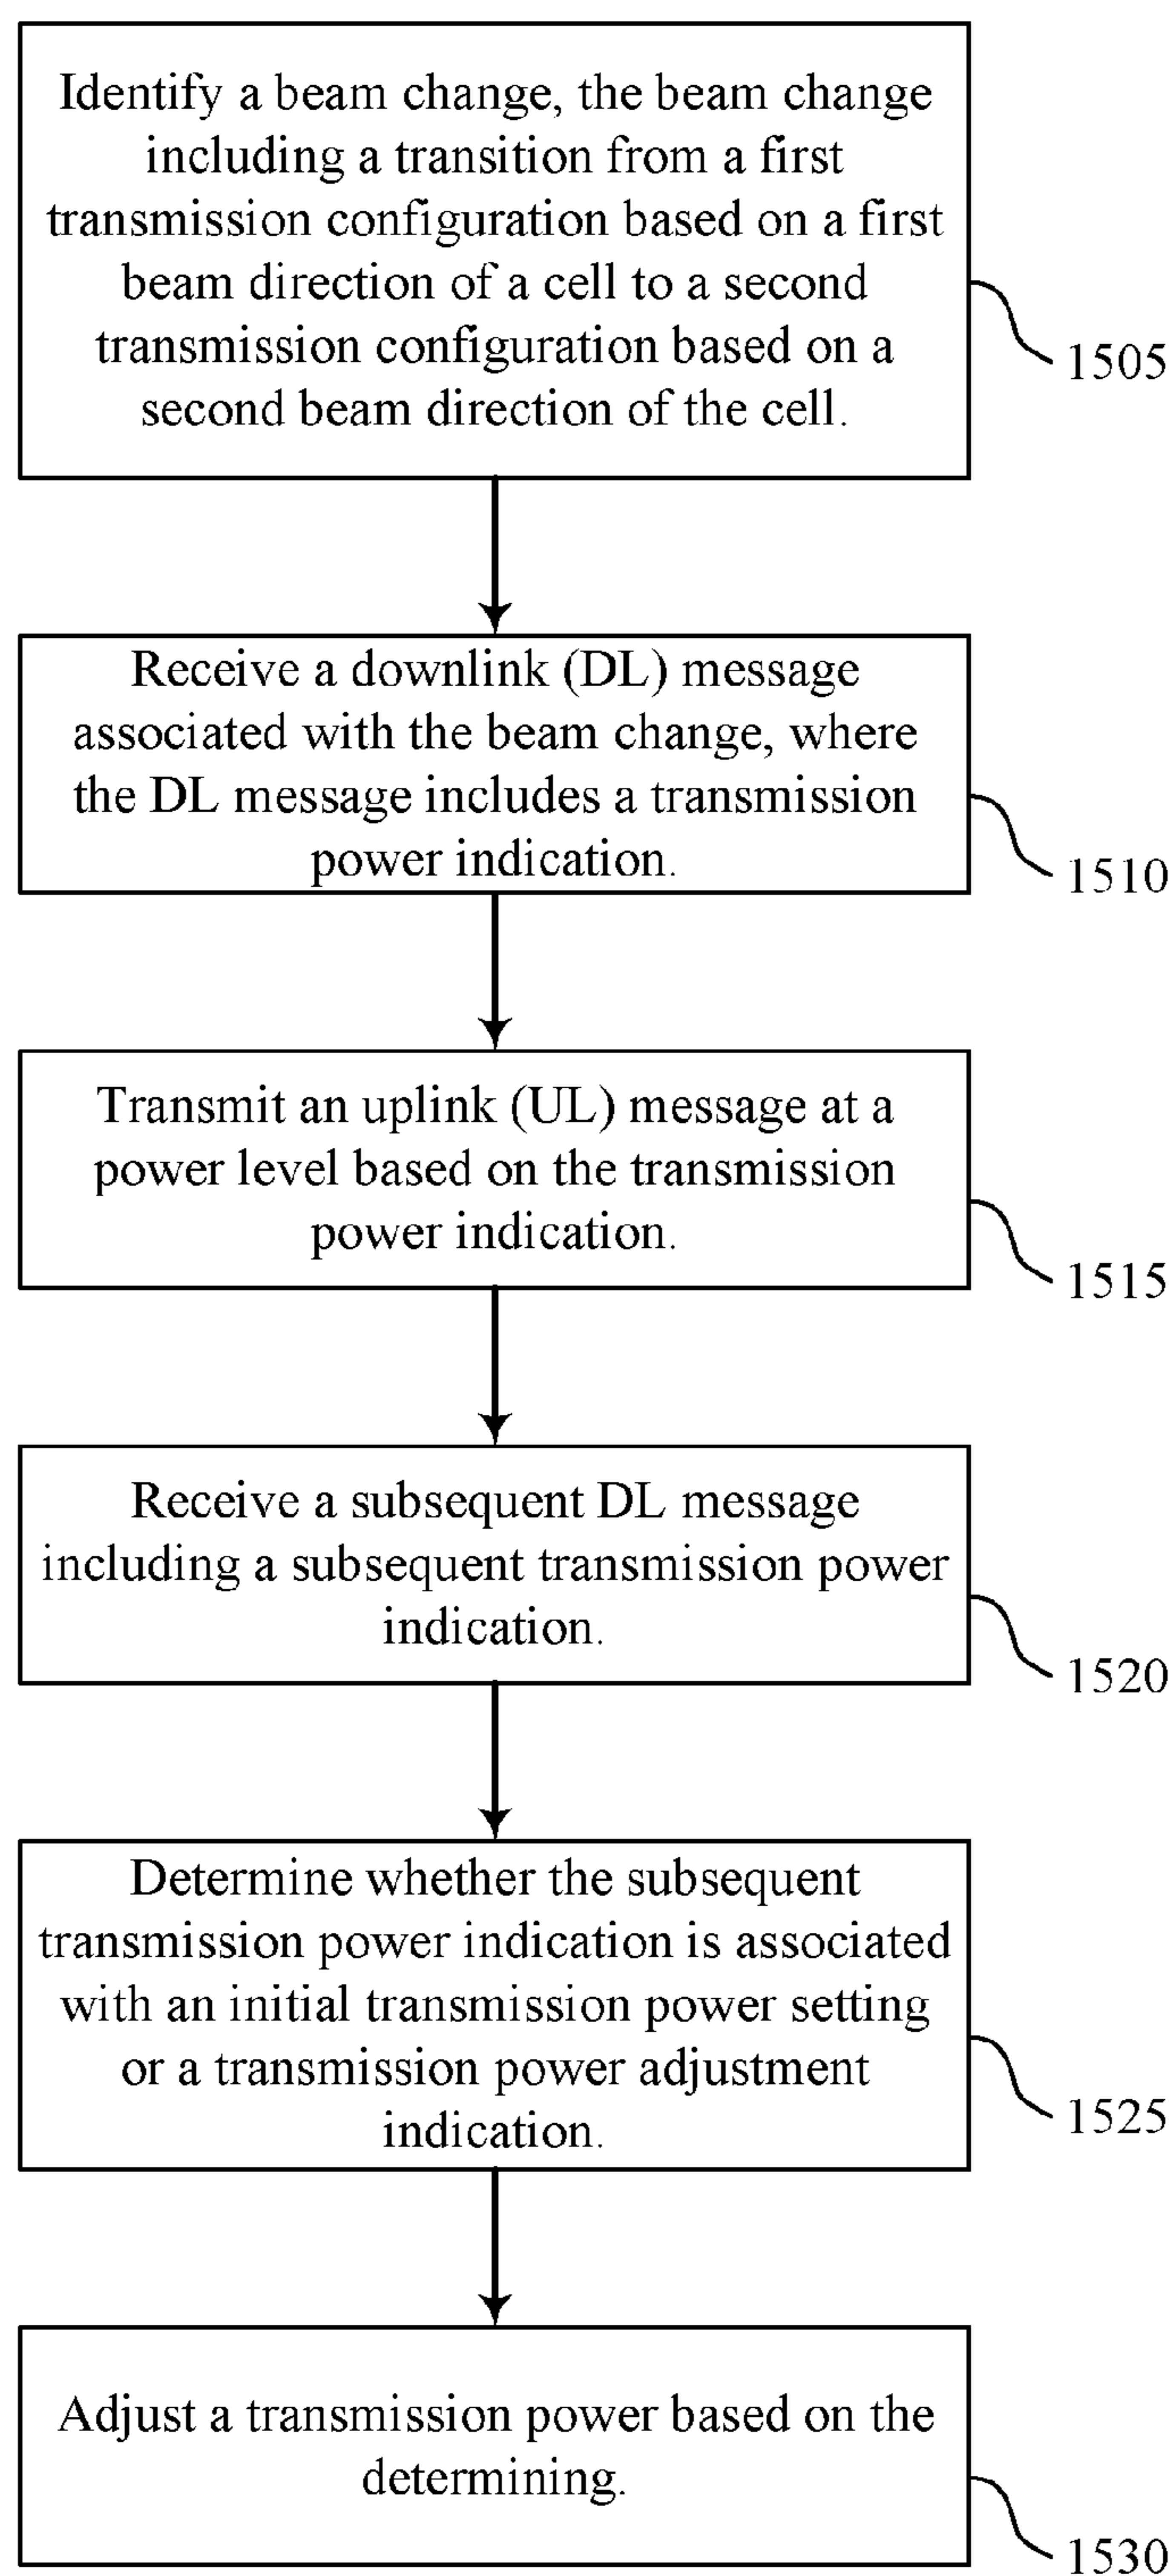 Identify a beam change, the beam change
including a transition from a first
transmission configuration based on a first
beam direction of a cell to a second
transmission configuration based on a
second beam direction of the cell.
1505
Receive a downlink (DL) message
associated with the beam change, where
the DL message includes a transmission
power indication.
1510
Transmit an uplink (UL) message at a
power level based on the transmission
power indication.
1515
Receive a subsequent DL message
including a subsequent transmission power
indication.
1520
Determine whether the subsequent
transmission power indication is associated
with an initial transmission power setting
or a transmission power adjustment
indication.
1525
Adjust a transmission power based on the
determining.
1530